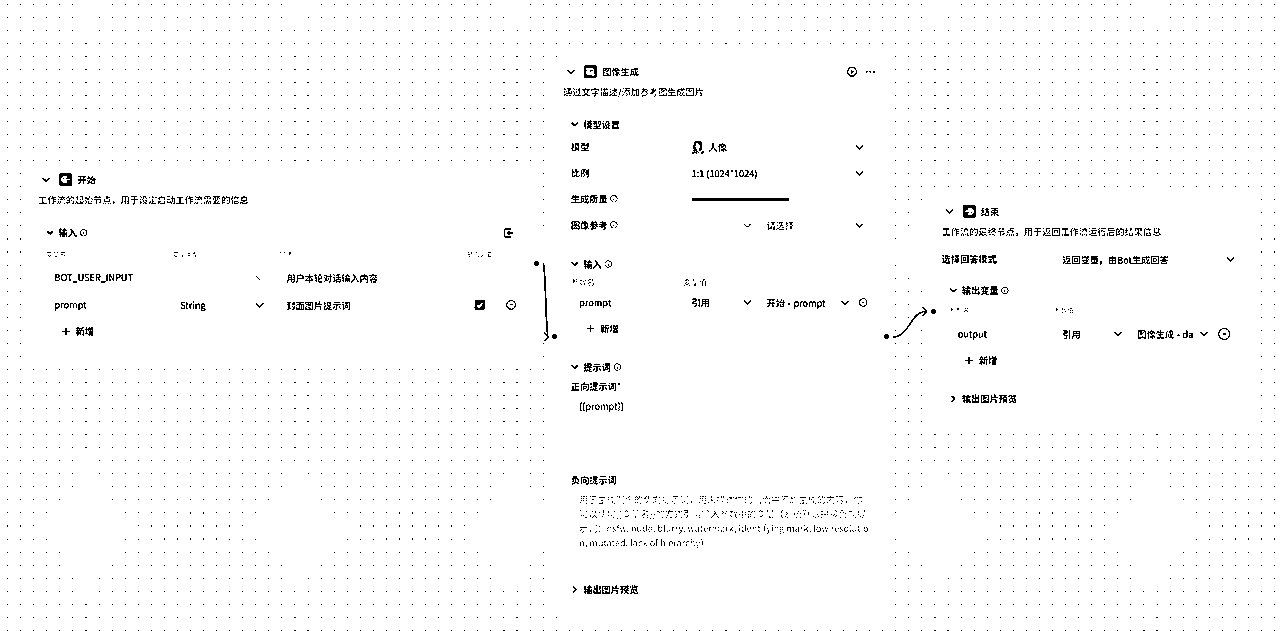 开始
工作流的起始节点，用于设定启动工作流需要的信息
输入
BOT_USER_INPUT 用户本轮对话输入内容
prompt String 封面图片提示词
+ 新增
图像生成
通过文字描述/添加参考图生成图片
模型设置
模型 人像
比例 1:1 (1024*1024)
生成质量
图像参考 请选择
输入
prompt 引用 开始 - prompt
+ 新增
提示词
正向提示词*
{{prompt}}
负向提示词
nude, blurry, watermark, identifying mark, low resolutio
n, mutated, lack of hierarchy)
输出图片预览
结束
工作流的最终节点，用于返回工作流运行后的结果信息
选择回答模式 返回变量，由Bot生成回答
输出变量
output 引用 图像生成 - da
+ 新增
输出图片预览